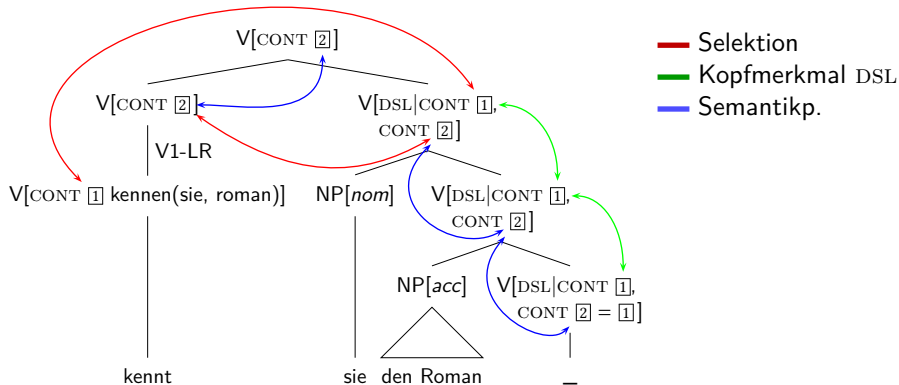 V[CONT 2]
Selektion
Kopfmerkmal DSL
Semantikp.
V[CONT 2]
V[DSL|CONT 1,
CONT 2]
V1-LR
V[CONT 1 kennen(sie, roman)]
NP[nom]
V[DSL|CONT 1,
CONT 2]
NP[acc]
V[DSL|CONT 1,
CONT 2 = 1]
kennt
sie
den Roman
_